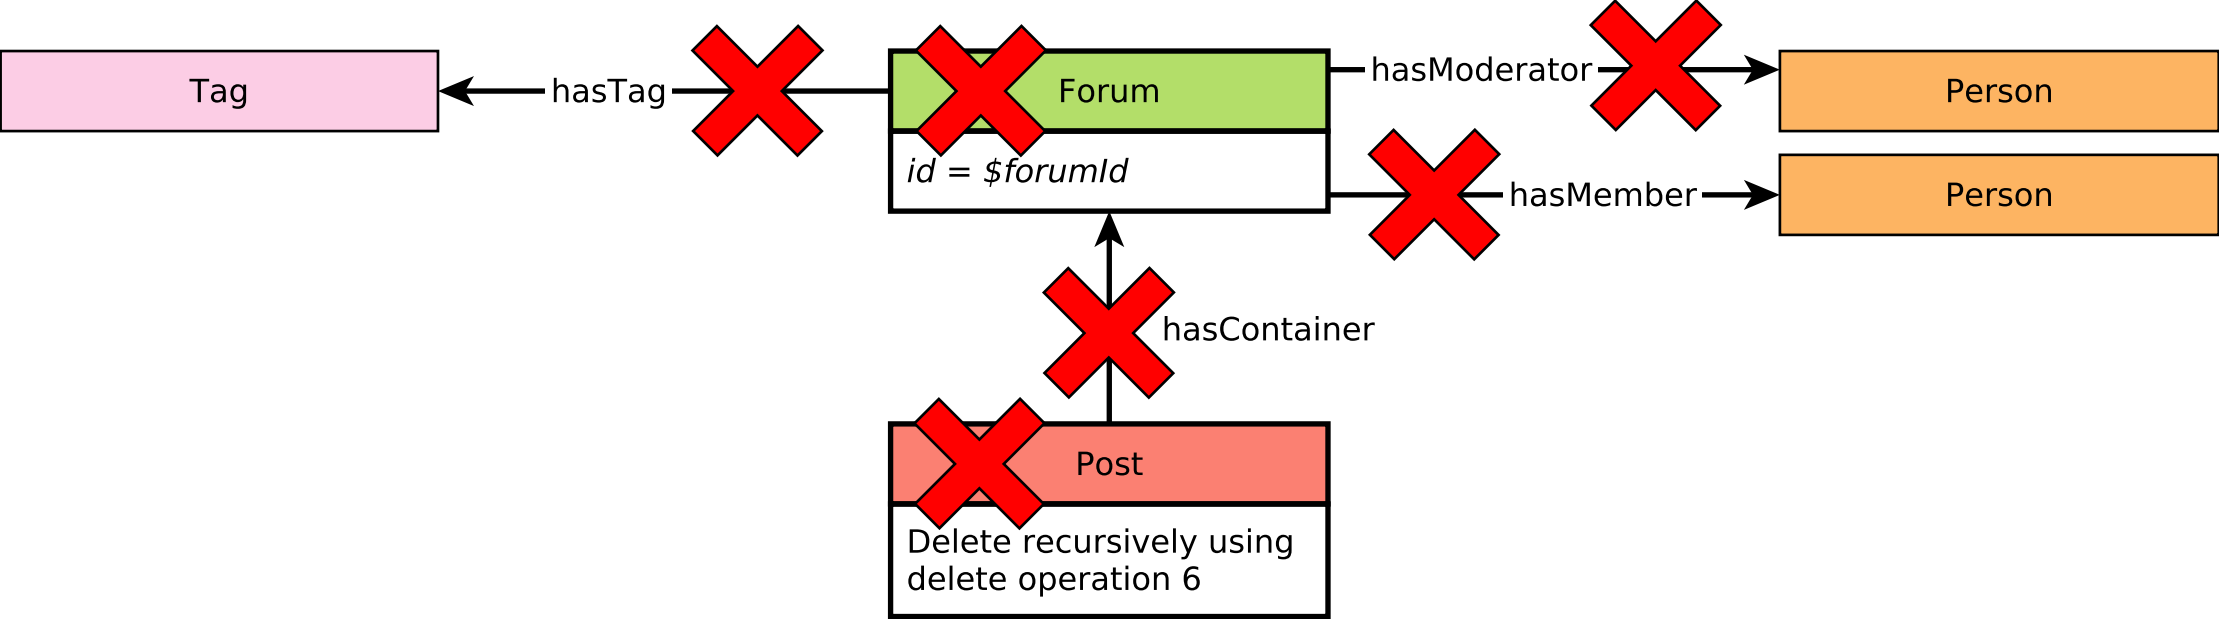 Tag
hasTag
Forum
id = $forumId
hasModerator
Person
hasMember
Person
hasContainer
Post
Delete recursively using
delete operation 6